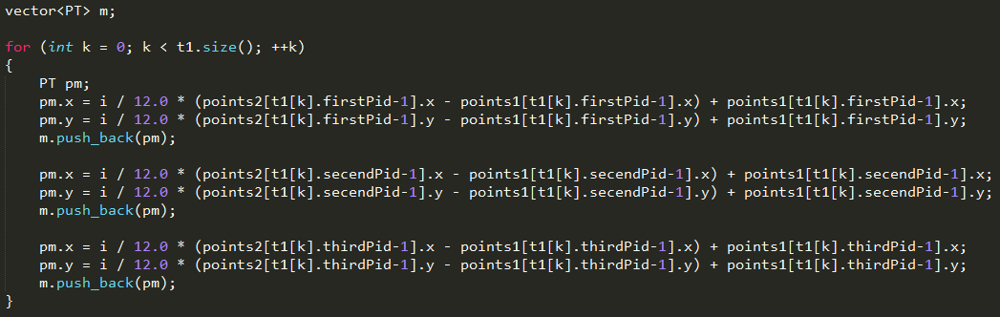 vector<PT> m;
for (int k = 0; k < t1.size(); ++k)
{
PT pm;
pm.x = i / 12.0 * (points2[t1[k].firstPid-1].x - points1[t1[k].firstPid-1].x) + points1[t1[k].firstPid-1].x;
pm.y = i / 12.0 * (points2[t1[k].firstPid-1].y - points1[t1[k].firstPid-1].y) + points1[t1[k].firstPid-1].y;
m.push_back(pm);
pm.x = i / 12.0 * (points2[t1[k].secendPid-1].x - points1[t1[k].secendPid-1].x) + points1[t1[k].secendPid-1].x;
pm.y = i / 12.0 * (points2[t1[k].secendPid-1].y - points1[t1[k].secendPid-1].y) + points1[t1[k].secendPid-1].y;
m.push_back(pm);
pm.x = i / 12.0 * (points2[t1[k].thirdPid-1].x - points1[t1[k].thirdPid-1].x) + points1[t1[k].thirdPid-1].x;
pm.y = i / 12.0 * (points2[t1[k].thirdPid-1].y - points1[t1[k].thirdPid-1].y) + points1[t1[k].thirdPid-1].y;
m.push_back(pm);
}